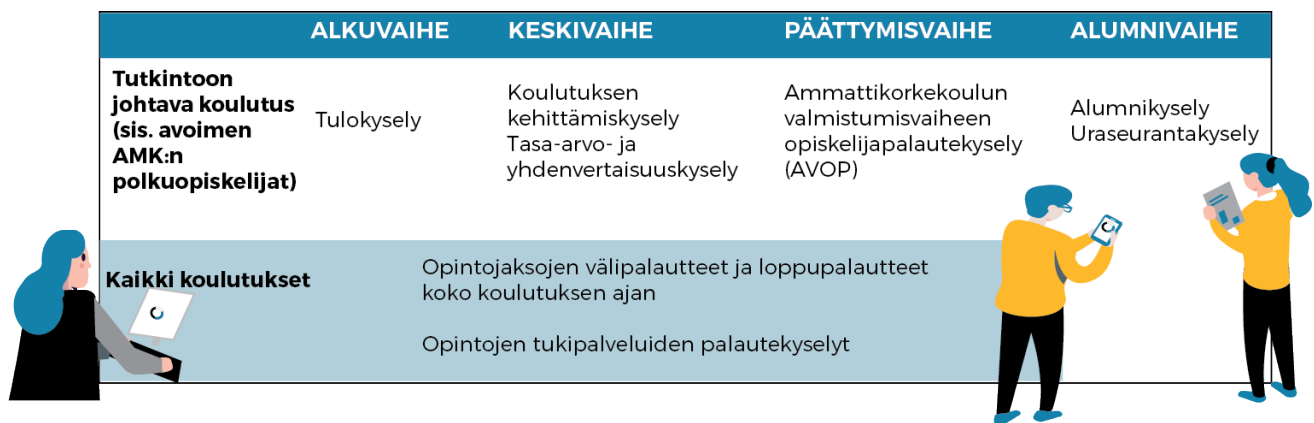 ALKUVAIHE KESKIVAIHE PÄÄTTYMISVAIHE ALUMNIVAIHE
Tutkintoon
johtava koulutus
(sis. avoimen
AMK:n
polkuopiskelijat)
Tulokysely
Koulutuksen
kehittämiskysely
Tasa-arvo- ja
yhdenvertaisuuskysely
Ammattikorkekoulun
valmistumisvaiheen
opiskelijapalautekysely
(AVOP)
Alumnikysely
Uraseurantakysely
Kaikki koulutukset
Opintojaksojen välipalautteet ja loppupalautteet
koko koulutuksen ajan
Opintojen tukipalveluiden palautekyselyt